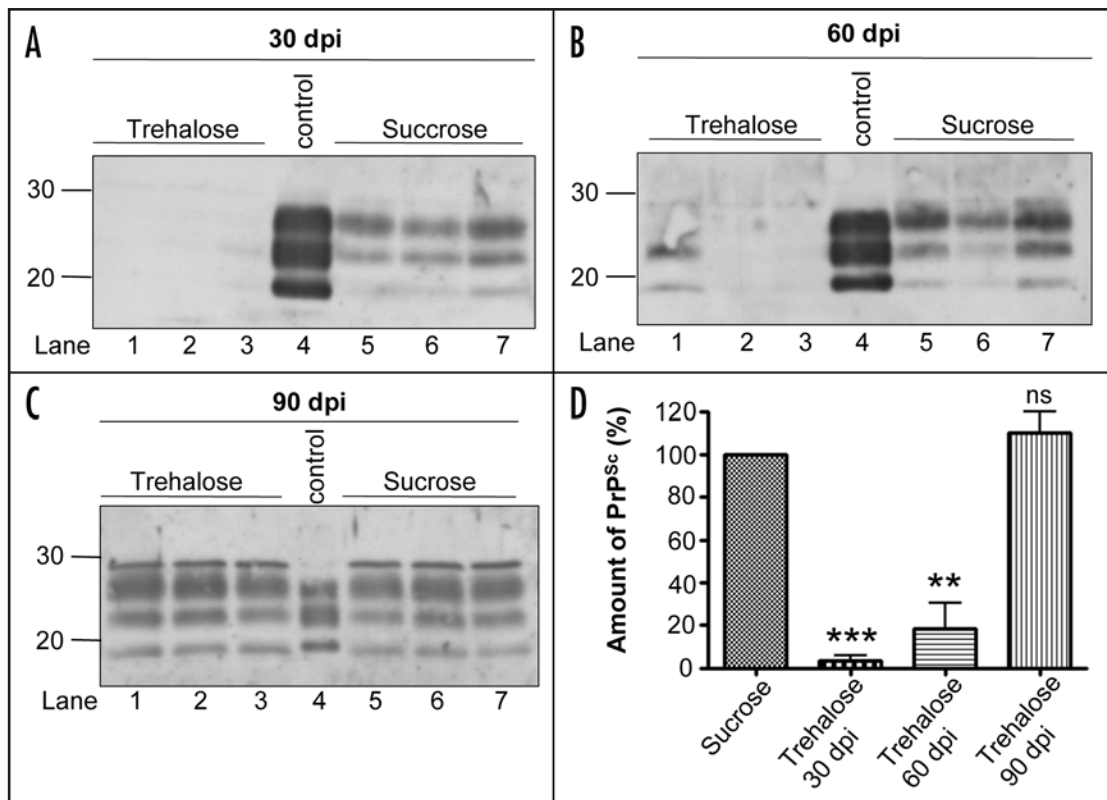 A
30 dpi
Trehalose control Succrose
30
20
Lane 1 2 3 4 5 6 7
B
60 dpi
Trehalose control Sucrose
30
20
Lane 1 2 3 4 5 6 7
C
90 dpi
Trehalose control Sucrose
30
20
Lane 1 2 3 4 5 6 7
D
Amount of PrPSc (%)
120
100
80
60
40
20
0
***
**
ns
Sucrose
Trehalose
30 dpi
Trehalose
60 dpi
Trehalose
90 dpi